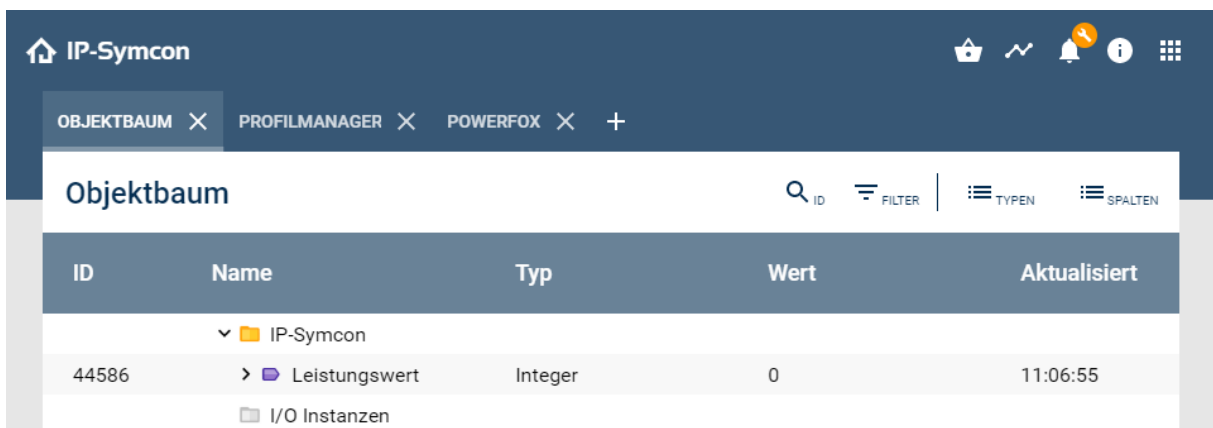 IP-Symcon
OBJEKTBAUM PROFILMANAGER POWERFOX
Objektbaum ID FILTER TYPEN SPALTEN
ID Name Typ Wert Aktualisiert
IP-Symcon
44586 Leistungswert Integer 0 11:06:55
I/O Instanzen